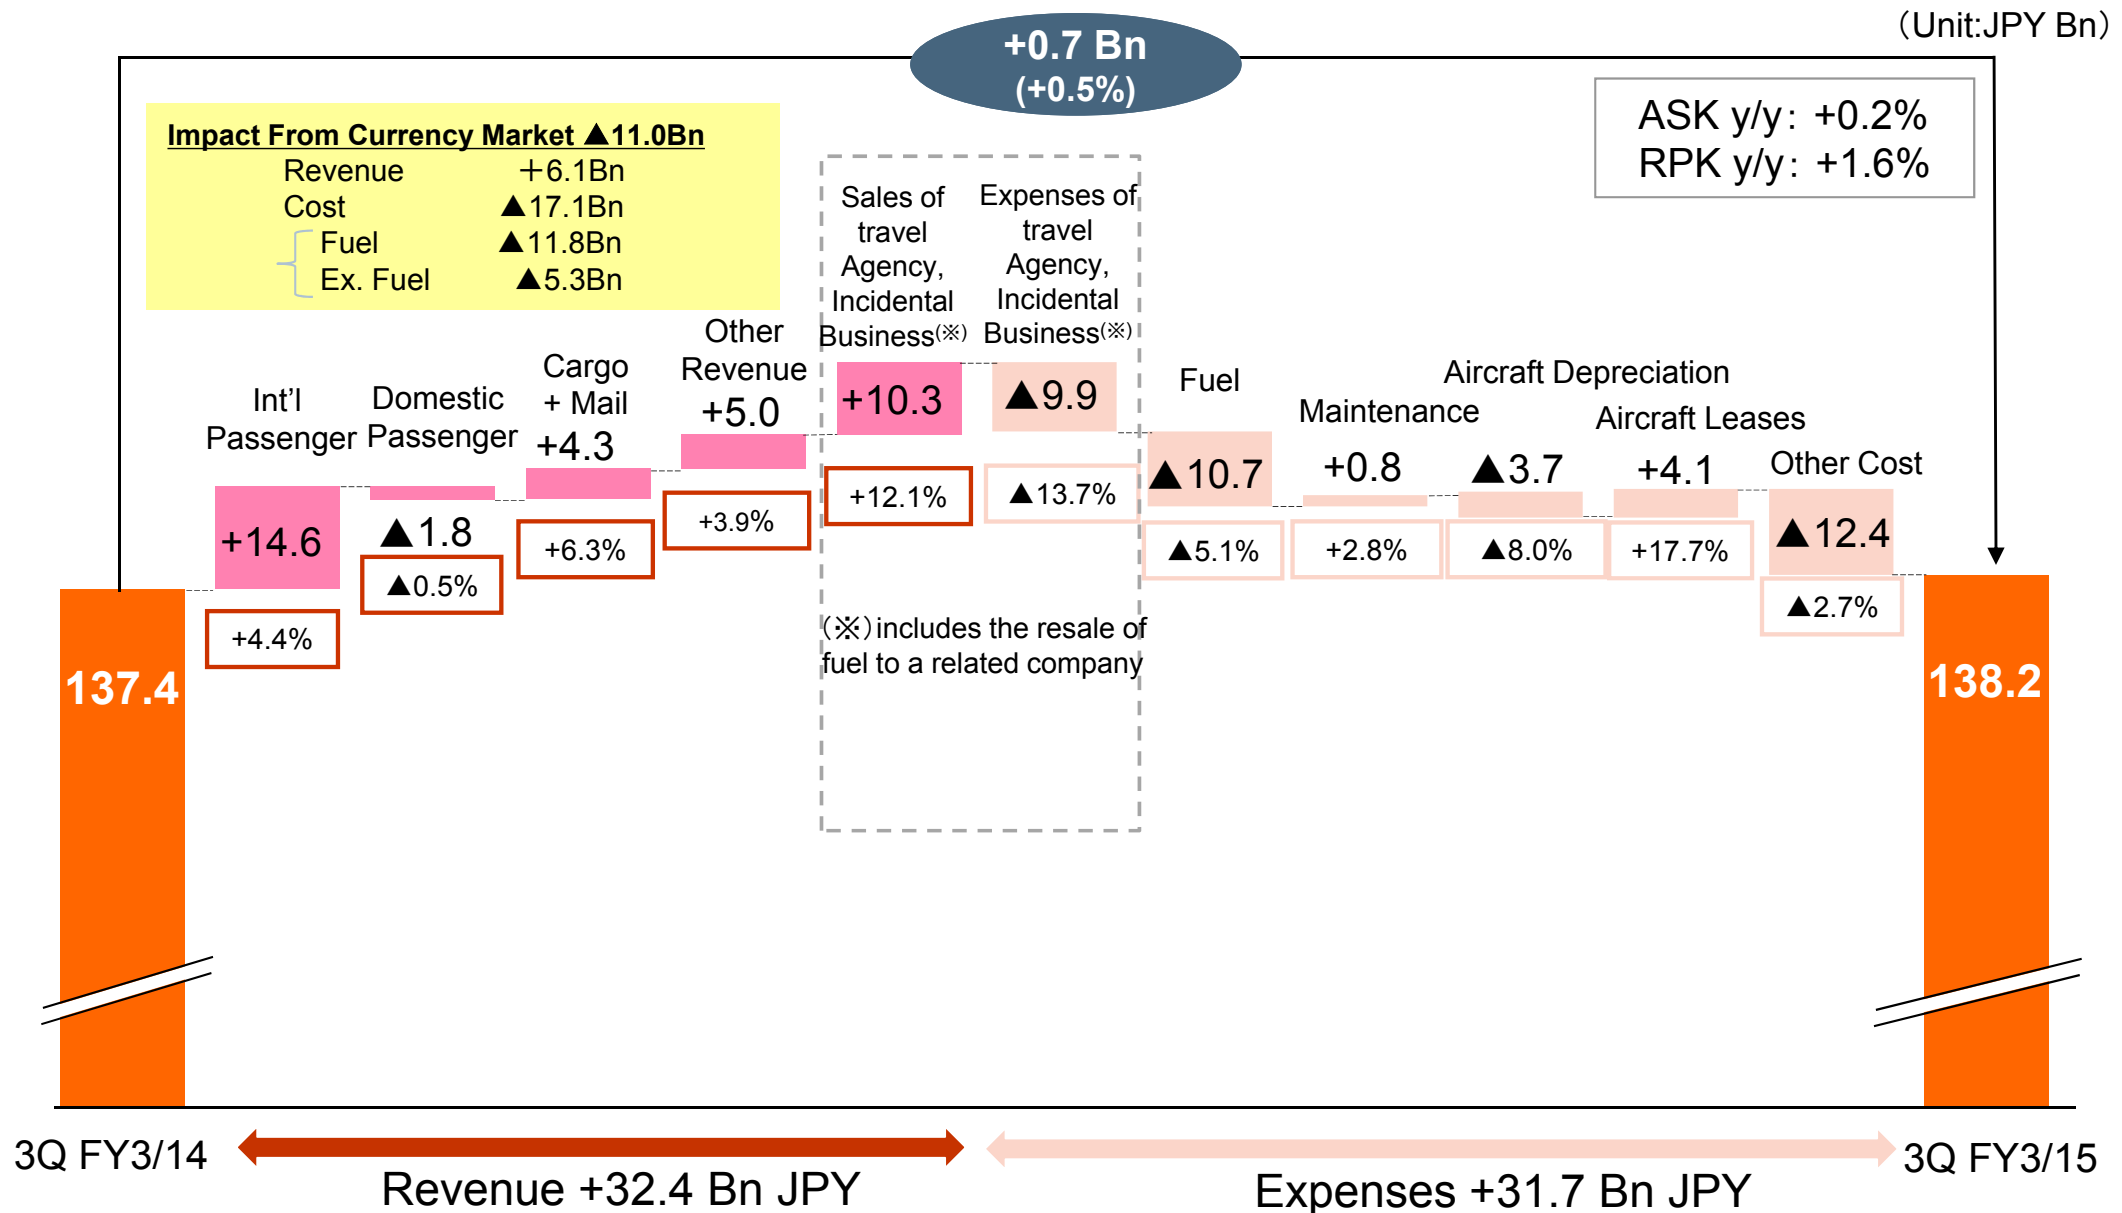 （Unit:JPY Bn）
+0.7 Bn
(+0.5%)
ASK y/y: +0.2%
RPK y/y: +1.6%
Impact From Currency Market ▲11.0Bn
Revenue +6.1Bn
Cost ▲17.1Bn
Fuel ▲11.8Bn
Ex. Fuel ▲5.3Bn
137.4
Int'l
Passenger
+14.6
+4.4%
Domestic
Passenger
▲1.8
▲0.5%
Cargo
+ Mail
+4.3
+6.3%
Other
Revenue
+5.0
+3.9%
Sales of
travel
Agency,
Incidental
Business(※)
+10.3
+12.1%
Expenses of
travel
Agency,
Incidental
Business(※)
▲9.9
▲13.7%
（※）includes the resale of
fuel to a related company
Fuel
▲10.7
▲5.1%
Maintenance
+0.8
+2.8%
Aircraft Depreciation
▲3.7
▲8.0%
Aircraft Leases
+4.1
+17.7%
Other Cost
▲12.4
▲2.7%
138.2
3Q FY3/14
Revenue +32.4 Bn JPY
Expenses +31.7 Bn JPY
3Q FY3/15